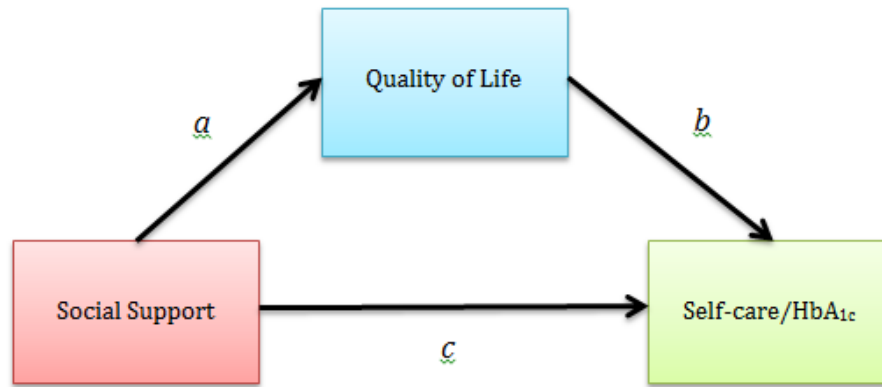 Quality of Life
a
b
Social Support
Self-care/HbA₁c
c